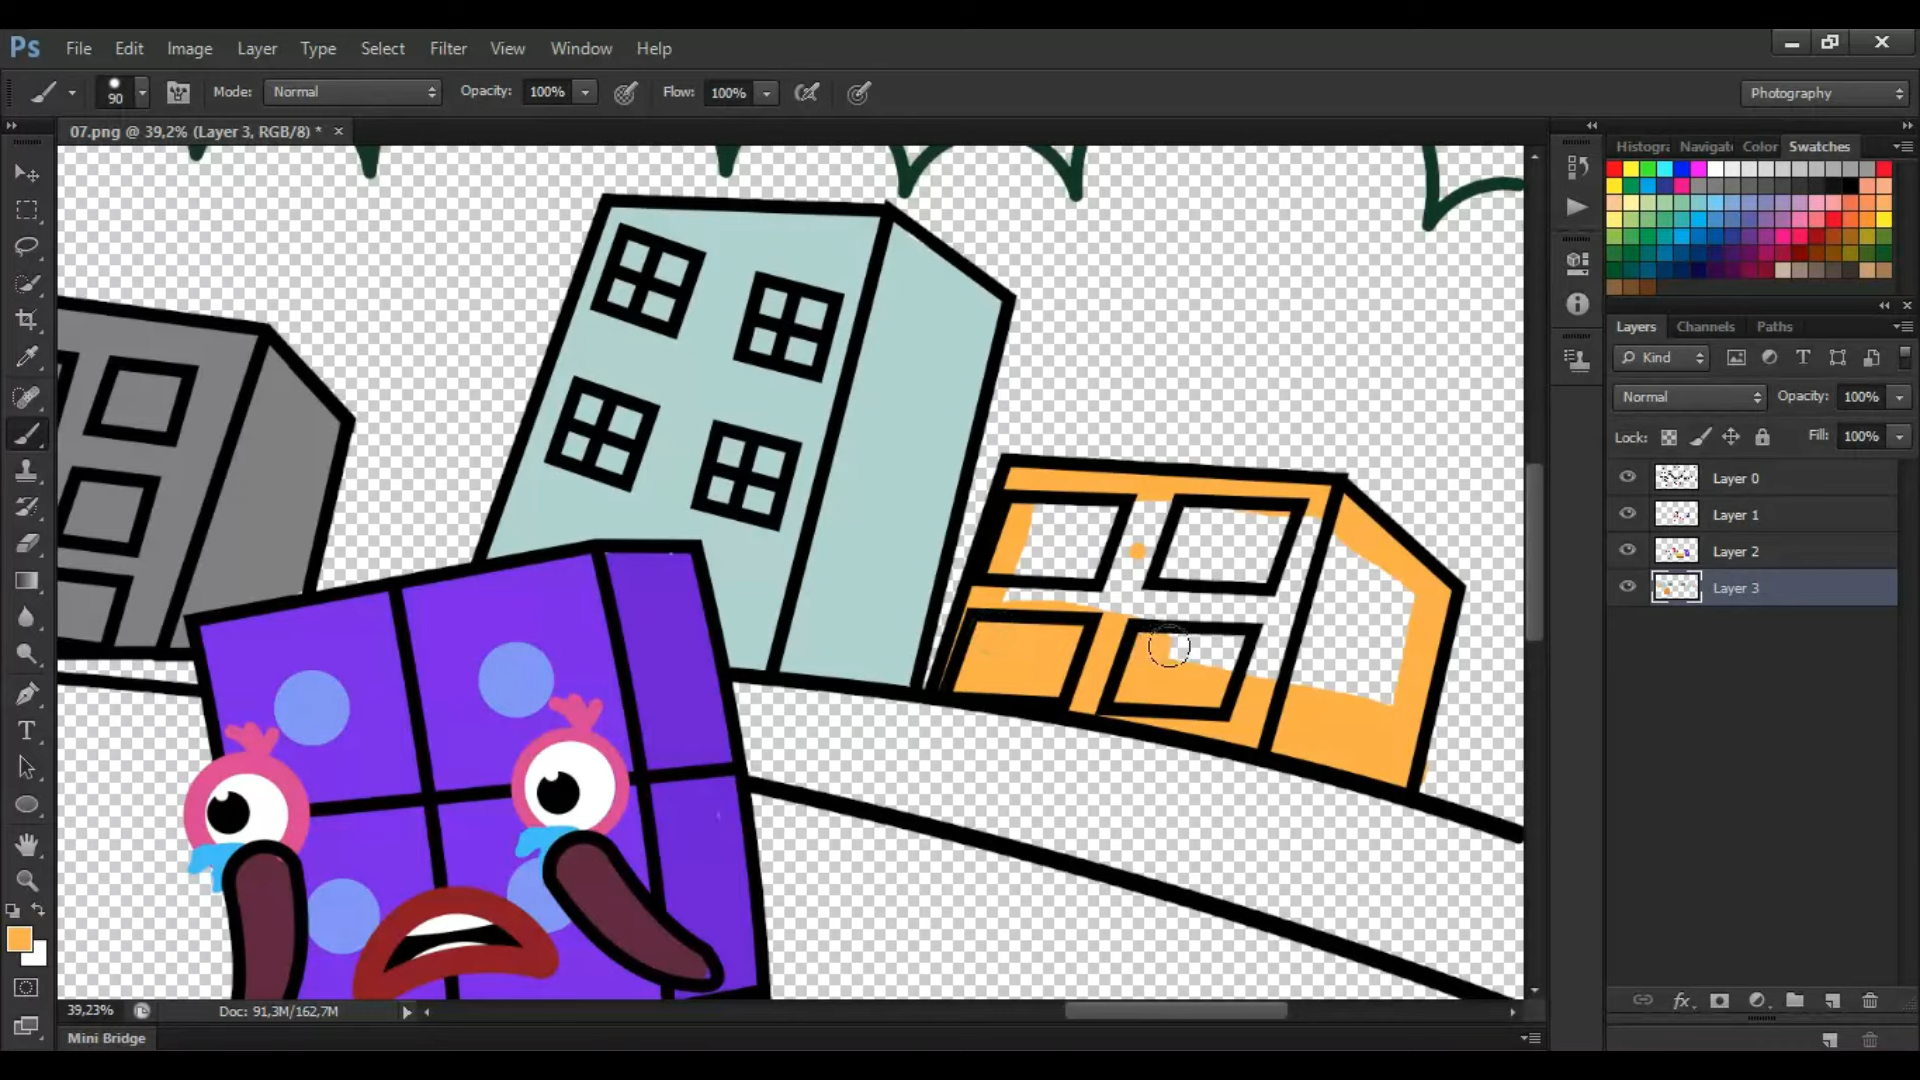 Ps File Edit Image Layer Type Select Filter View Window Help
90 Mode: Normal Opacity: 100% Flow: 100% Photography
07.png @ 39,2% (Layer 3, RGB/8) * ×
Histogra Navigate Color Swatches
Layers Channels Paths
Kind
Normal Opacity: 100%
Lock: Fill: 100%
Layer 0
Layer 1
Layer 2
Layer 3
39,23% Doc: 91,3M/162,7M
Mini Bridge